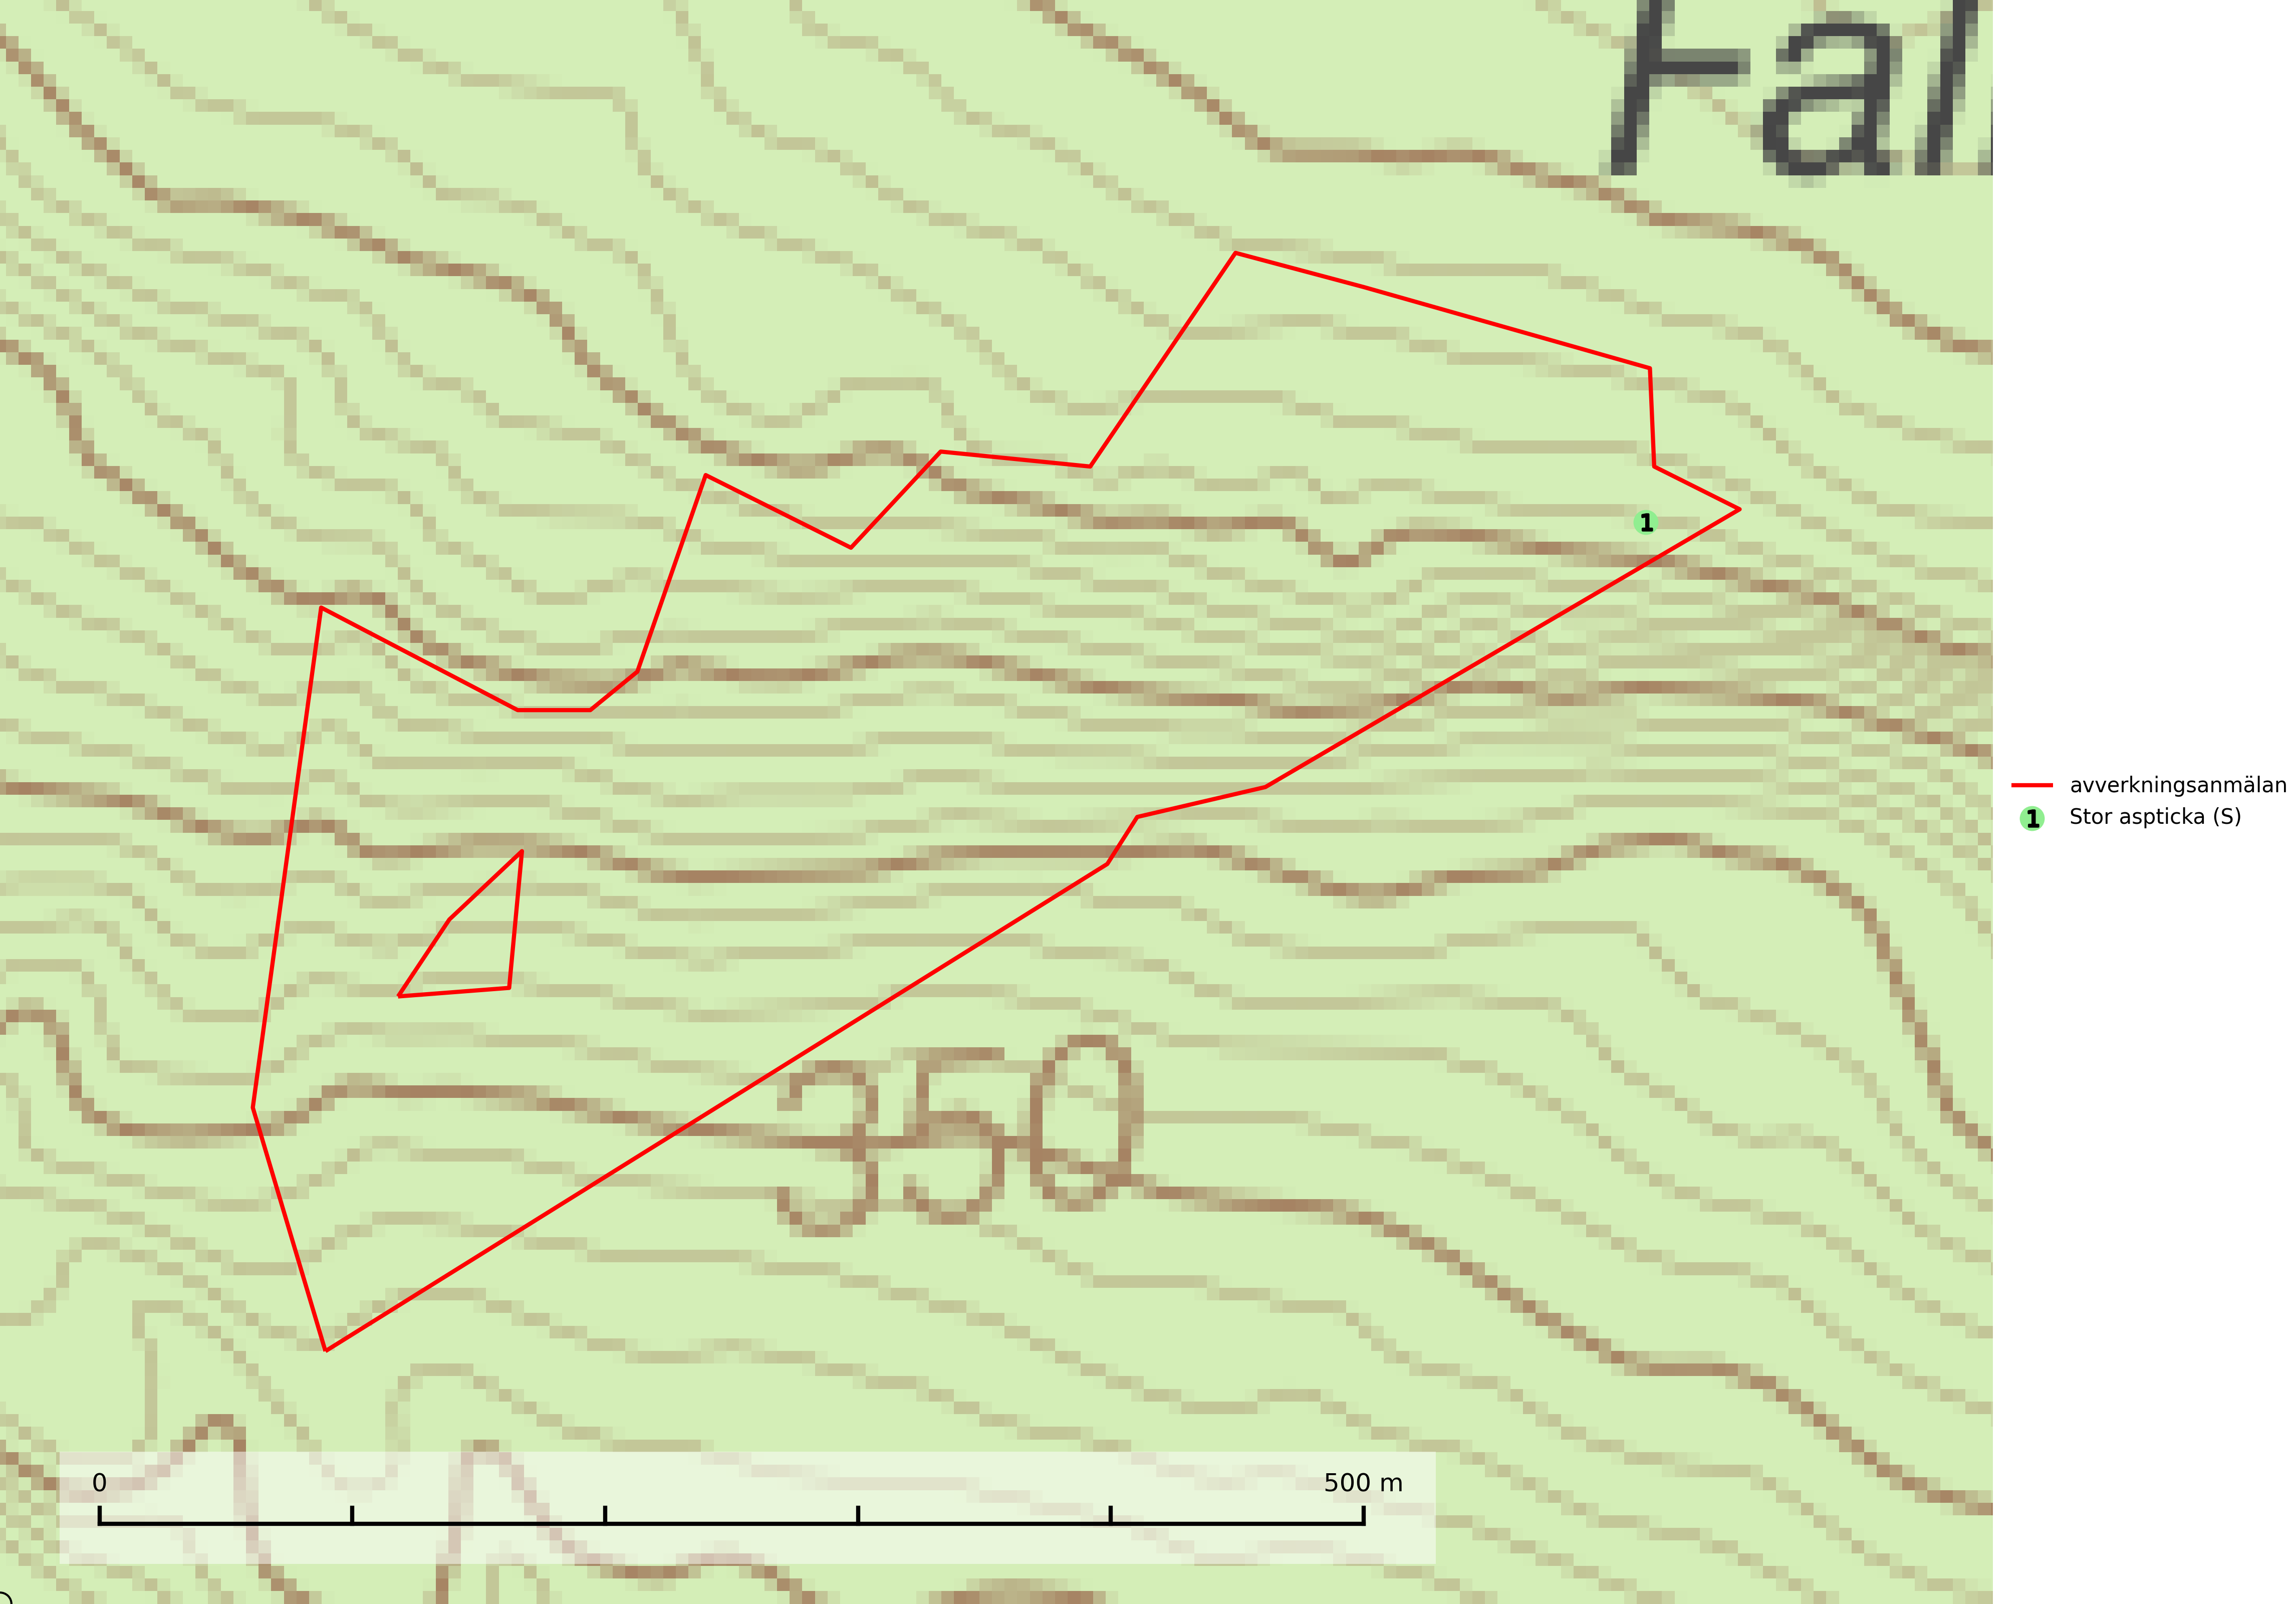 Fal
1
avverkningsanmälan
1 Stor aspticka (S)
350
0 500 m